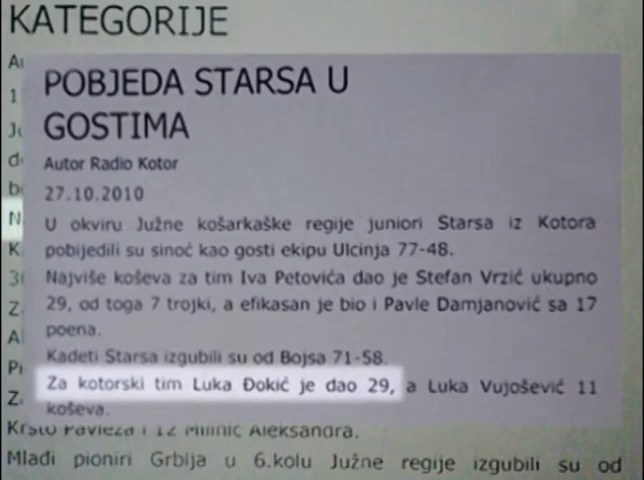 KATEGORIJE
POBJEDA STARSA U
GOSTIMA
Autor Radio Kotor
27.10.2010
U okviru Južne košarkaške regije juniori Starsa iz Kotora
pobijedili su sinoć kao gosti ekipu Ulcinja 77-48.
Najviše koševa za tim Iva Petovića dao je Stefan Vrzić ukupno
29, od toga 7 trojki, a efikasan je bio i Pavle Damjanović sa 17
poena.
Kadeti Starsa izgubili su od Bojsa 71-58.
Za kotorski tim Luka Đokić je dao 29, a Luka Vujošević 11
koševa.
Krsto i 12 Aleksandra.
Mlađi pioniri Grblja u 6.kolu Južne regije izgubili su od